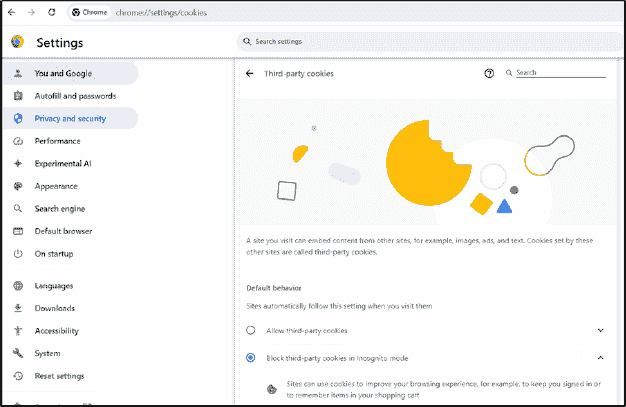 Chrome chrome://settings/cookies
Settings
Search settings
You and Google
Autofill and passwords
Privacy and security
Performance
Experimental AI
Appearance
Search engine
Default browser
On startup
Languages
Downloads
Accessibility
System
Reset settings
Third-party cookies
Search
A site you visit can embed content from other sites, for example, images, ads, and text. Cookies set by these
other sites are called third-party cookies.
Default behavior
Sites automatically follow this setting when you visit them
Allow third-party cookies
Block third-party cookies in Incognito mode
Sites can use cookies to improve your browsing experience, for example, to keep you signed in or
to remember items in your shopping cart